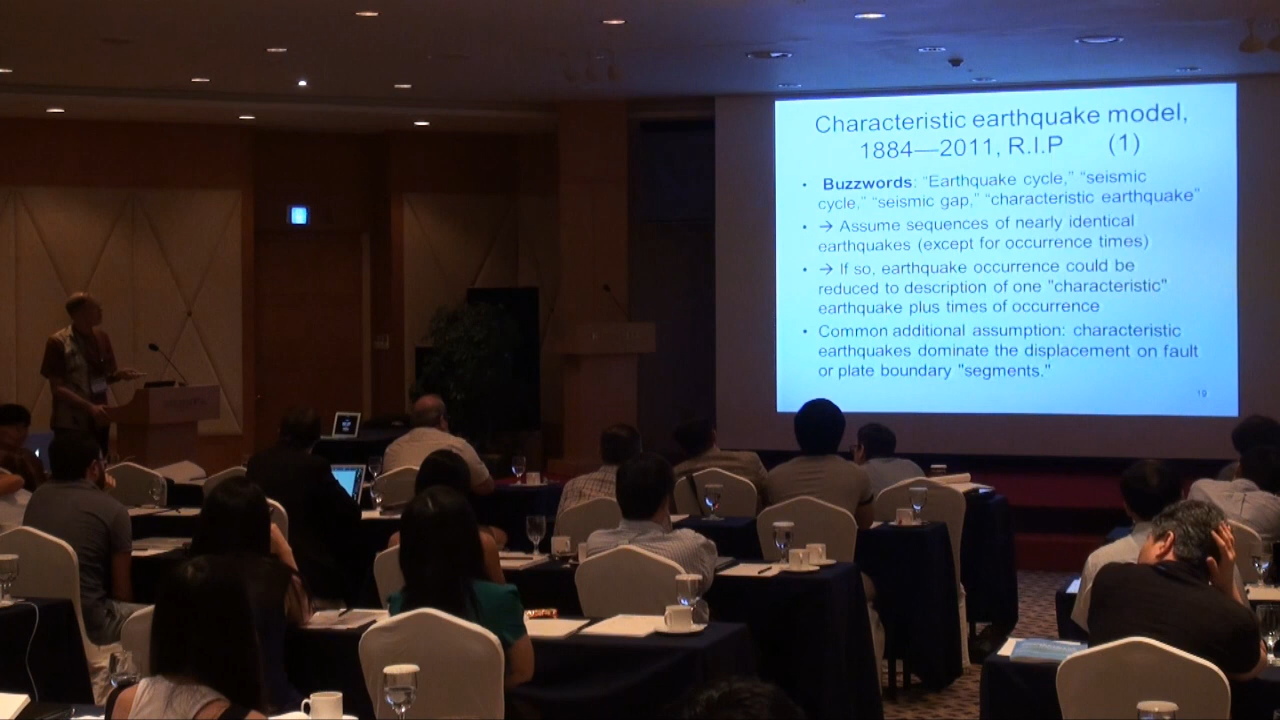 Characteristic earthquake model,
1884—2011, R.I.P (1)
• Buzzwords: "Earthquake cycle," "seismic
cycle," "seismic gap," "characteristic earthquake"
• → Assume sequences of nearly identical
earthquakes (except for occurrence times)
• → If so, earthquake occurrence could be
reduced to description of one "characteristic"
earthquake plus times of occurrence
• Common additional assumption: characteristic
earthquakes dominate the displacement on fault
or plate boundary "segments."
19